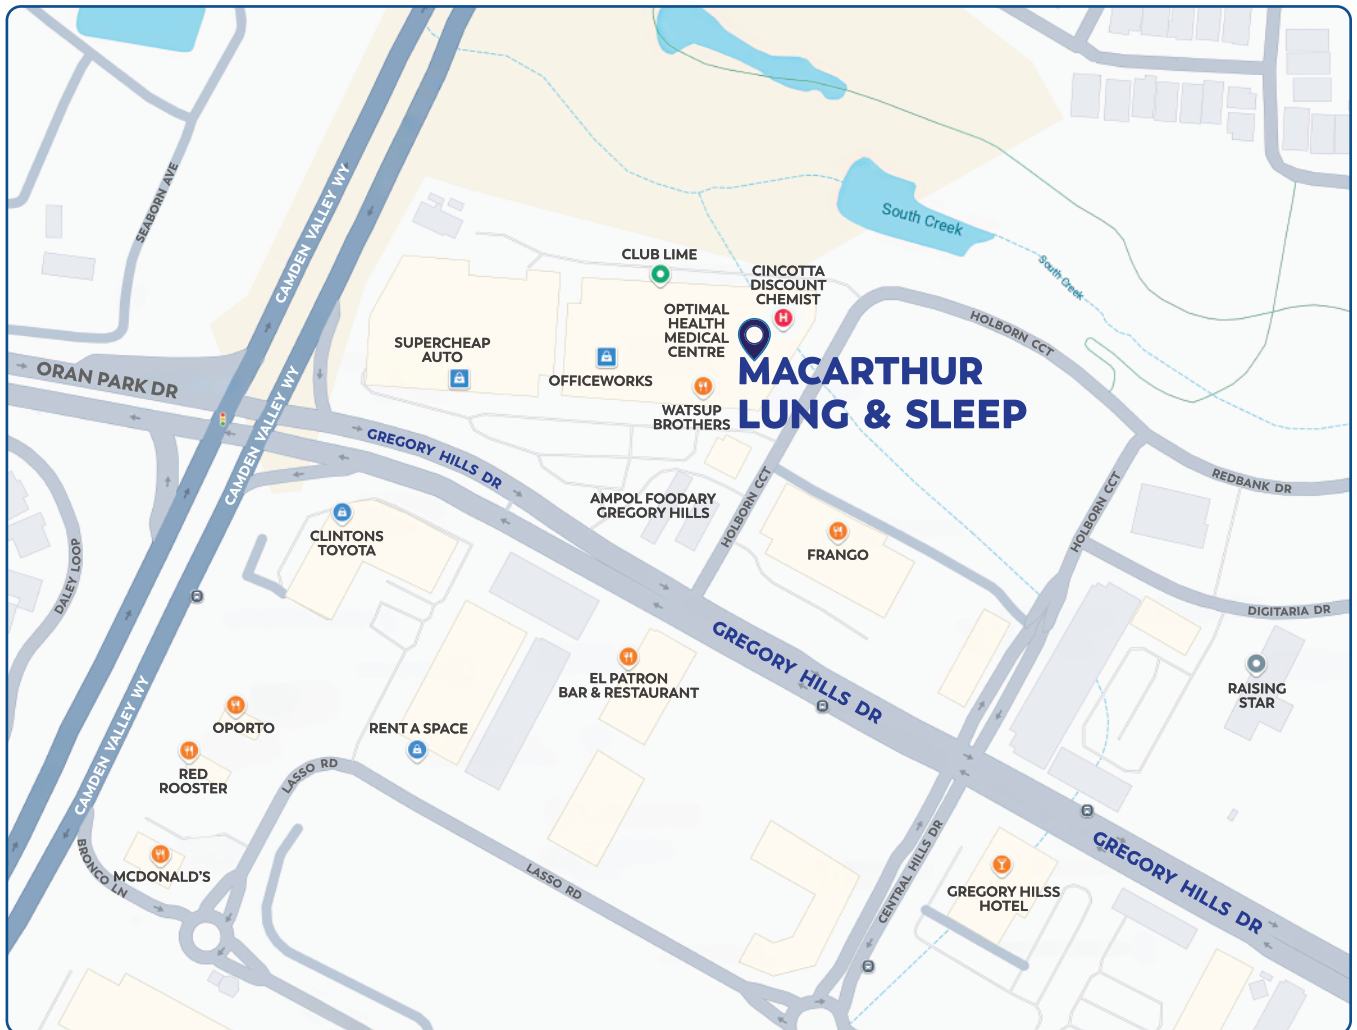 SEABORN AVE
CAMDEN VALLEY WY
South Creek
South Creek
CLUB LIME
CINCOTTA
DISCOUNT
CHEMIST
H
OPTIMAL
HEALTH
MEDICAL
CENTRE
HOLBORN CCT
SUPERCHEAP
AUTO
OFFICEWORKS
MACARTHUR
LUNG & SLEEP
WATSUP
BROTHERS
ORAN PARK DR
CAMDEN VALLEY WY
GREGORY HILLS DR
AMPOL FOODARY
GREGORY HILLS
HOLBORN CCT
HOLBORN CCT
REDBANK DR
CLINTONS
TOYOTA
FRANGO
DALEY LOOP
DIGITARIA DR
GREGORY HILLS DR
EL PATRON
BAR & RESTAURANT
RAISING
STAR
OPORTO
RENT A SPACE
CAMDEN VALLEY WY
RED
ROOSTER
LASSO RD
BRONCO LN
MCDONALD'S
LASSO RD
CENTRAL HILLS DR
GREGORY HILSS
HOTEL
GREGORY HILLS DR